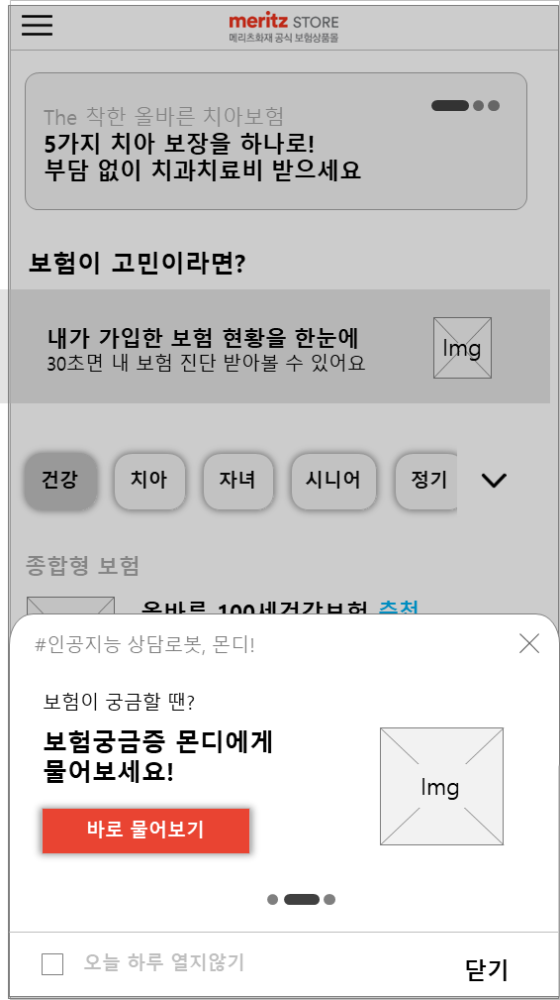 meritz STORE
메리츠화재 공식 보험상품몰
The 착한 올바른 치아보험
5가지 치아 보장을 하나로!
부담 없이 치과치료비 받으세요
보험이 고민이라면?
내가 가입한 보험 현황을 한눈에
30초면 내 보험 진단 받아볼 수 있어요
Img
건강 치아 자녀 시니어 정기
종합형 보험
올바른 100세건강보험 추천
#인공지능 상담로봇, 몬디!
보험이 궁금할 땐?
보험궁금증 몬디에게
물어보세요!
Img
바로 물어보기
오늘 하루 열지않기
닫기